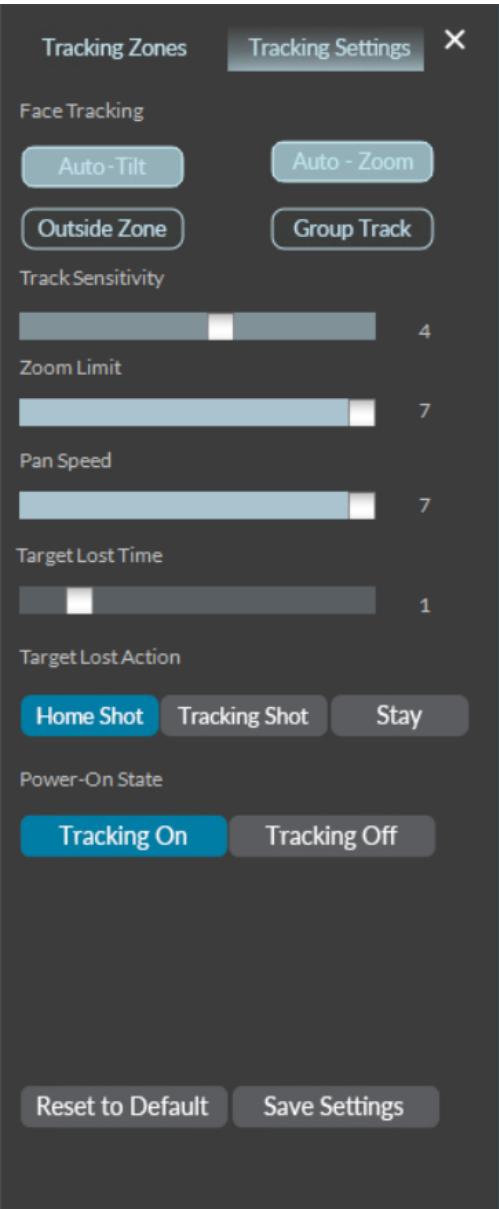 Tracking Zones Tracking Settings ✕
Face Tracking
Auto-Tilt Auto - Zoom
Outside Zone Group Track
Track Sensitivity
4
Zoom Limit
7
Pan Speed
7
Target Lost Time
1
Target Lost Action
Home Shot Tracking Shot Stay
Power-On State
Tracking On Tracking Off
Reset to Default Save Settings